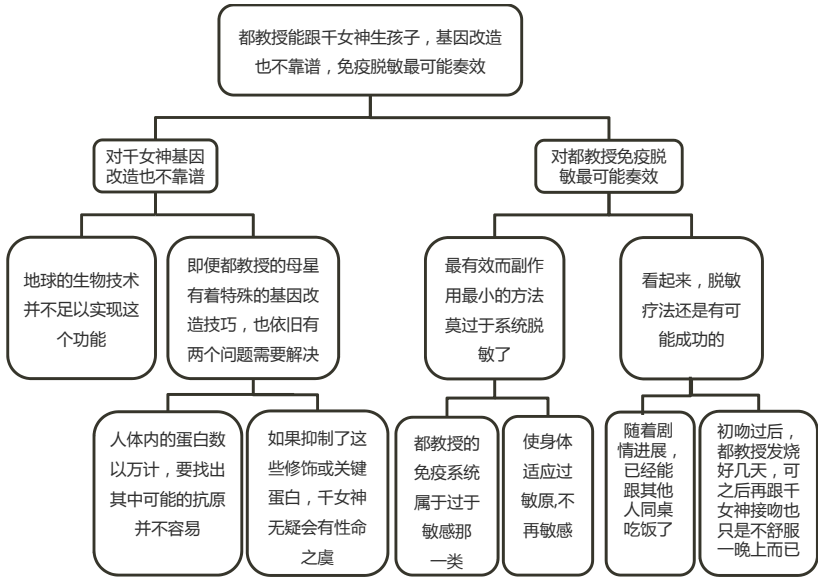 都教授能跟千女神生孩子，基因改造
也不靠谱，免疫脱敏最可能奏效
对千女神基因
改造也不靠谱
对都教授免疫脱
敏最可能奏效
地球的生物技术
并不足以实现这
个功能
即便都教授的母星
有着特殊的基因改
造技巧，也依旧有
两个问题需要解决
最有效而副作
用最小的方法
莫过于系统脱
敏了
看起来，脱敏
疗法还是有可
能成功的
人体内的蛋白数
以万计，要找出
其中可能的抗原
并不容易
如果抑制了这
些修饰或关键
蛋白，千女神
无疑会有性命
之虞
都教授的
免疫系统
属于过于
敏感那
一类
使身体
适应过
敏原,不
再敏感
随着剧
情进展，
已经能
跟其他
人同桌
吃饭了
初吻过后，
都教授发烧
好几天，可
之后再跟千
女神接吻也
只是不舒服
一晚上而已